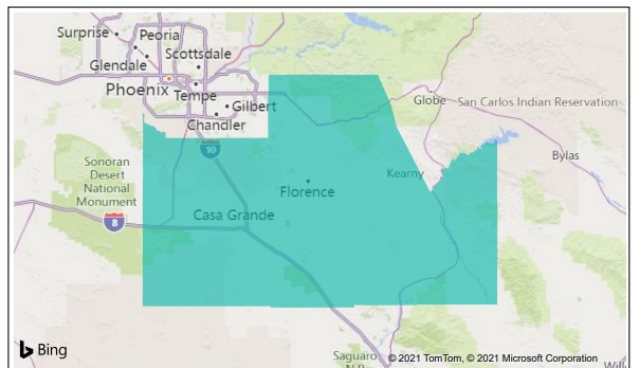 Surprise
Peoria
Scottsdale
Glendale
Phoenix
Tempe
Gilbert
Chandler
Globe
San Carlos Indian Reservation
10
Bylas
Sonoran
Desert
National
Monument
Kearny
Florence
8
Casa Grande
Bing
Saguaro
N.P.
© 2021 TomTom, © 2021 Microsoft Corporation